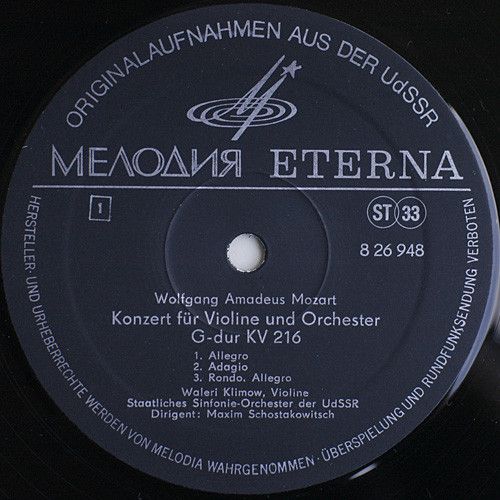 ORIGINALAUFNAHMEN AUS DER UdSSR
МЕЛОДИЯ ETERNA
1
ST 33
8 26 948
Wolfgang Amadeus Mozart
Konzert für Violine und Orchester
G-dur KV 216
1. Allegro
2. Adagio
3. Rondo. Allegro
Waleri Klimow, Violine
Staatliches Sinfonie-Orchester der UdSSR
Dirigent: Maxim Schostakowitsch
HERSTELLER- UND URHEBERRECHTE WERDEN VON MELODIA WAHRGENOMMEN · ÜBERSPIELUNG UND RUNDFUNKSENDUNG VERBOTEN